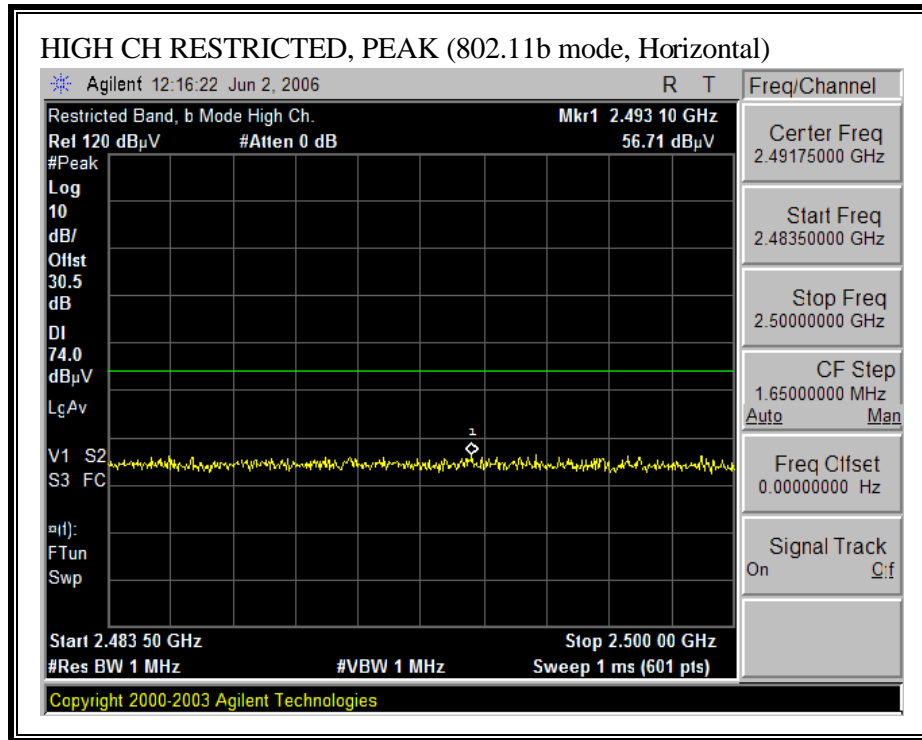 HIGH CH RESTRICTED, PEAK (802.11b mode, Horizontal)
Agilent 12:16:22 Jun 2, 2006 R T
Restricted Band, b Mode High Ch. Mkr1 2.493 10 GHz
Ref 120 dBµV #Atten 0 dB 56.71 dBµV
#Peak
Log
10
dB/
Offst
30.5
dB
DI
74.0
dBµV
LgAv
1
V1 S2
S3 FC
¤(f):
FTun
Swp
Start 2.483 50 GHz Stop 2.500 00 GHz
#Res BW 1 MHz #VBW 1 MHz Sweep 1 ms (601 pts)
Copyright 2000-2003 Agilent Technologies
Freq/Channel
Center Freq
2.49175000 GHz
Start Freq
2.48350000 GHz
Stop Freq
2.50000000 GHz
CF Step
1.65000000 MHz
Auto Man
Freq Offset
0.00000000 Hz
Signal Track
On Off